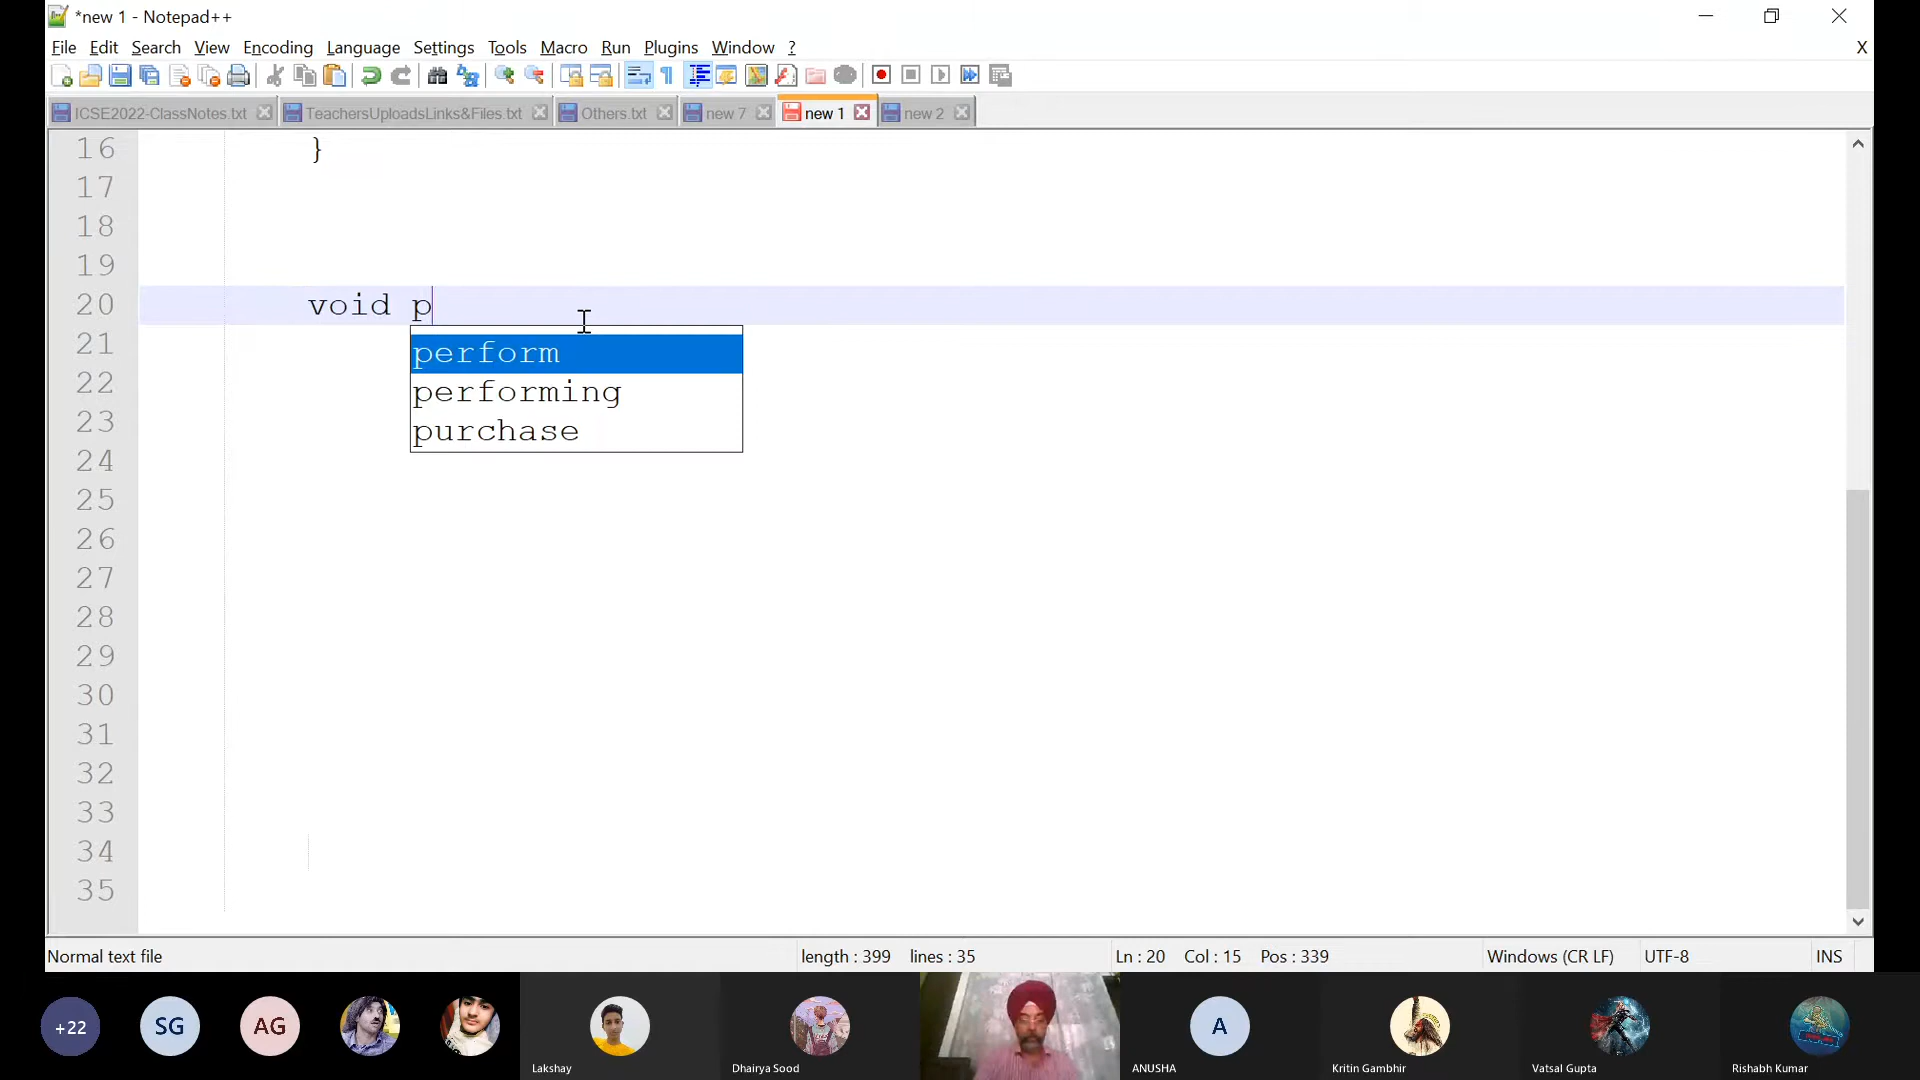 *new 1 - Notepad++
File Edit Search View Encoding Language Settings Tools Macro Run Plugins Window ?
X
ICSE2022-ClassNotes.txt TeachersUploadsLinks&Files.txt Others.txt new 7 new 1 new 2
16 }
17
18
19
20 void p
21 perform
22 performing
23 purchase
24
25
26
27
28
29
30
31
32
33
34
35
Normal text file length : 399 lines : 35 Ln : 20 Col : 15 Pos : 339 Windows (CR LF) UTF-8 INS
+22 SG AG A
Lakshay Dhairya Sood ANUSHA Kritin Gambhir Vatsal Gupta Rishabh Kumar